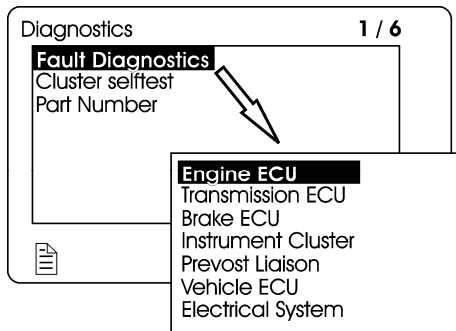 Diagnostics 1 / 6
Fault Diagnostics
Cluster selftest
Part Number
Engine ECU
Transmission ECU
Brake ECU
Instrument Cluster
Prevost Liaison
Vehicle ECU
Electrical System